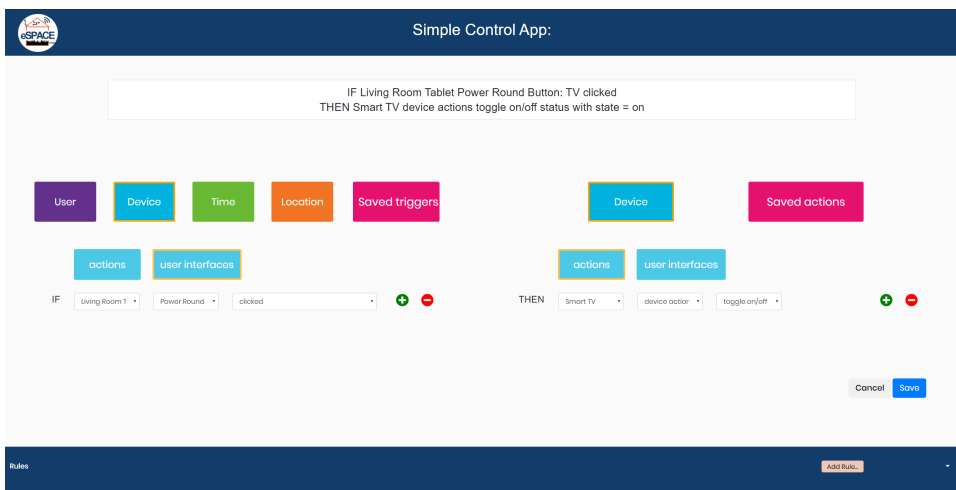 eSPACE
Simple Control App:
IF Living Room Tablet Power Round Button: TV clicked
THEN Smart TV device actions toggle on/off status with state = on
User Device Time Location Saved triggers Device Saved actions
actions user interfaces actions user interfaces
IF Living Room T Power Round clicked THEN Smart TV device action toggle on/off
Cancel Save
Rules Add Rule..